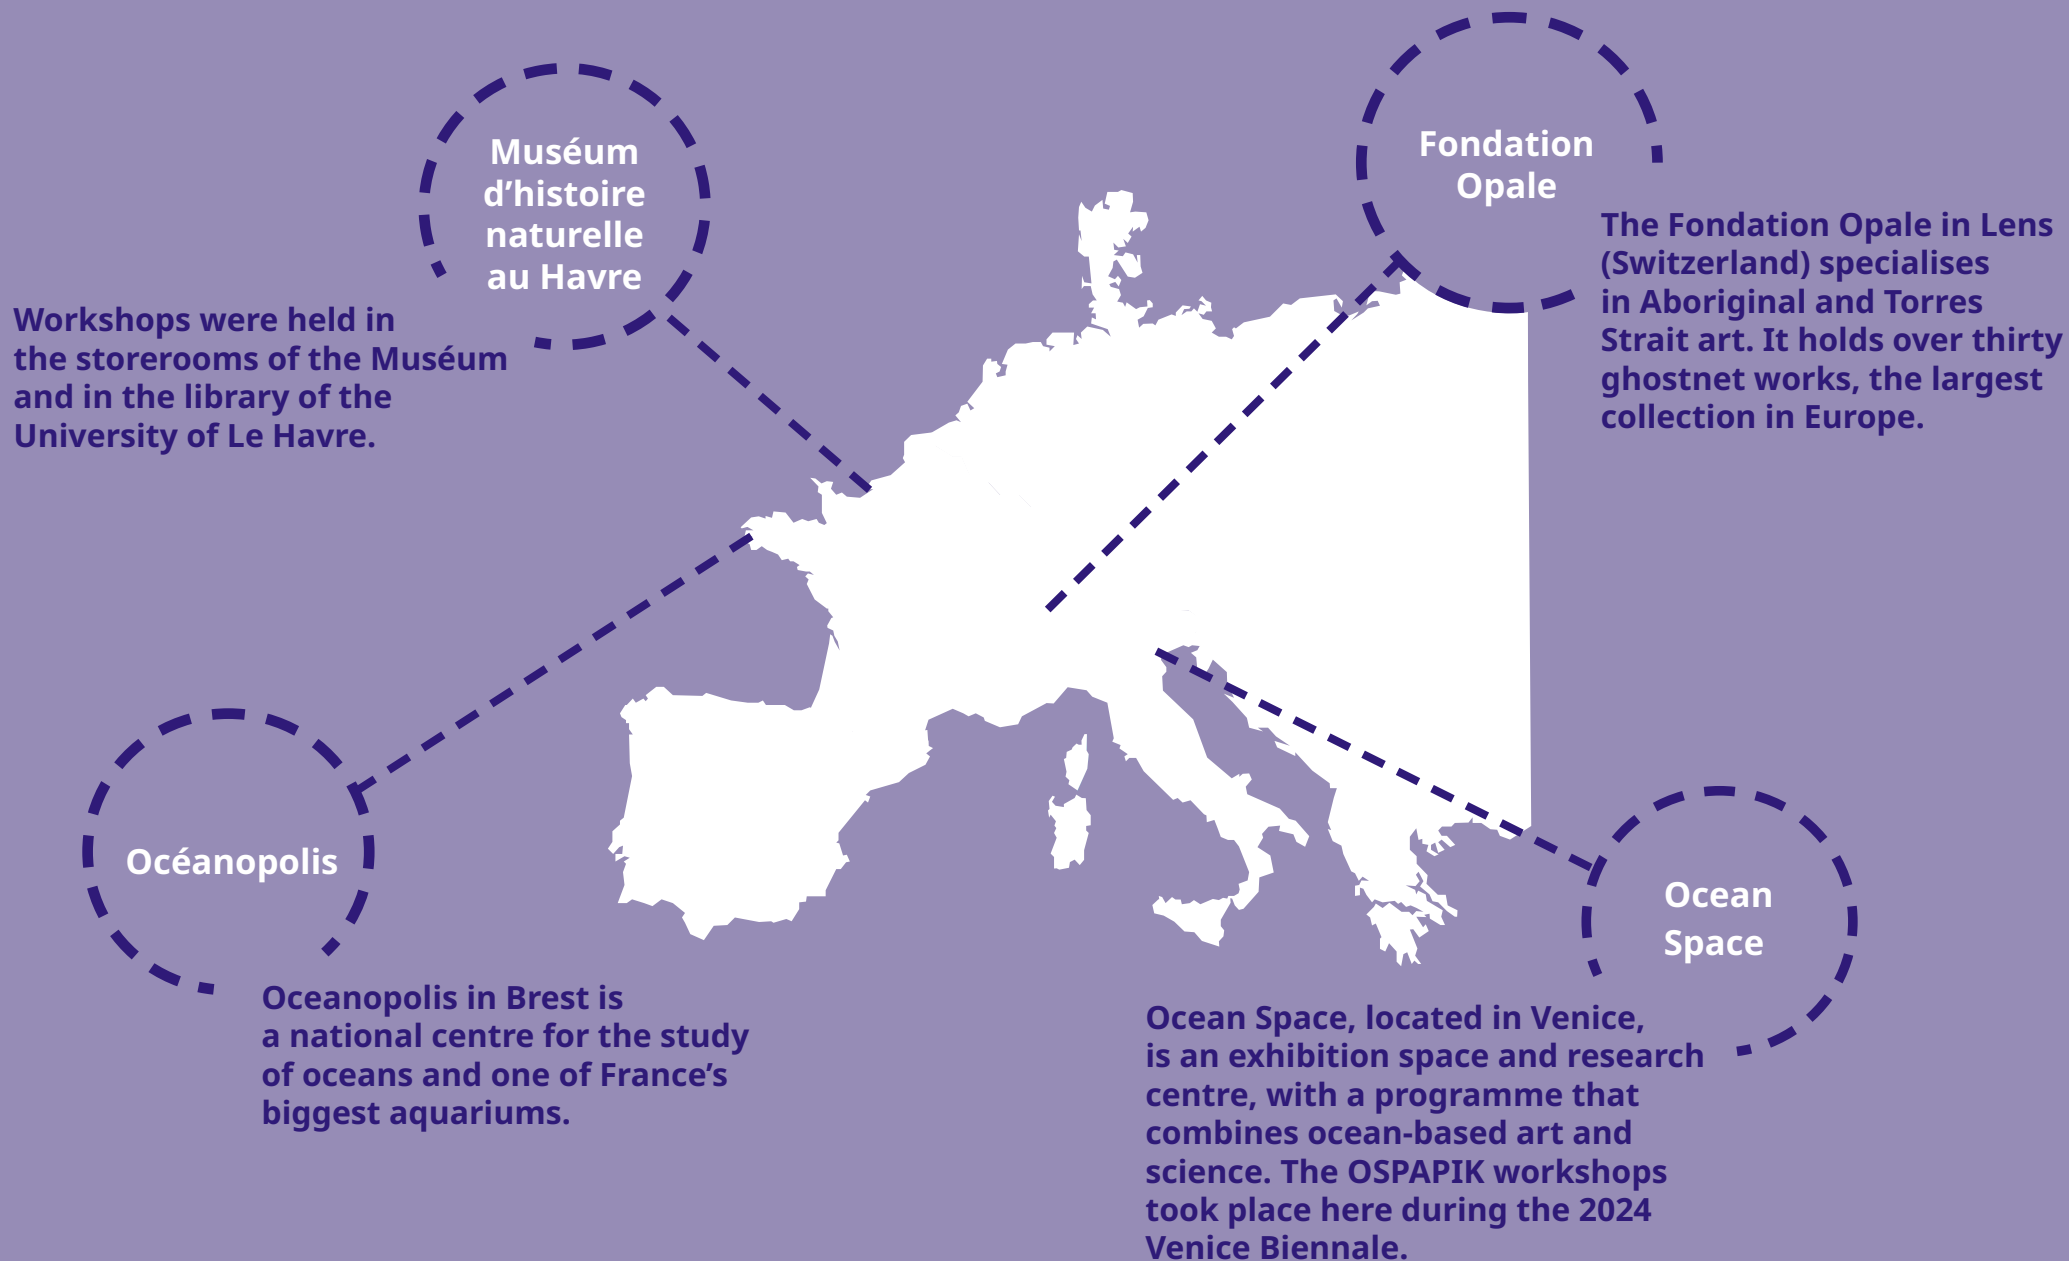 Muséum
d’histoire
naturelle
au Havre
Workshops were held in
the storerooms of the Muséum
and in the library of the
University of Le Havre.
Fondation
Opale
The Fondation Opale in Lens
(Switzerland) specialises
in Aboriginal and Torres
Strait art. It holds over thirty
ghostnet works, the largest
collection in Europe.
Océanopolis
Oceanopolis in Brest is
a national centre for the study
of oceans and one of France’s
biggest aquariums.
Ocean
Space
Ocean Space, located in Venice,
is an exhibition space and research
centre, with a programme that
combines ocean-based art and
science. The OSPAPIK workshops
took place here during the 2024
Venice Biennale.